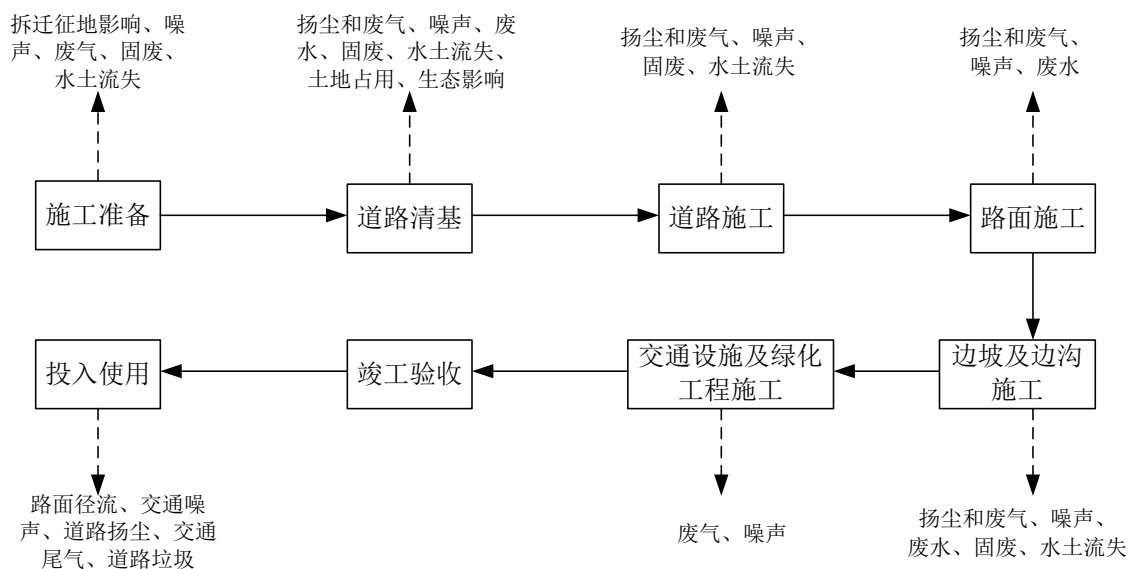 拆迁征地影响、噪
声、废气、固废、
水土流失
扬尘和废气、噪声、废
水、固废、水土流失、
土地占用、生态影响
扬尘和废气、噪声、
固废、水土流失
扬尘和废气、
噪声、废水
施工准备
道路清基
道路施工
路面施工
投入使用
竣工验收
交通设施及绿化
工程施工
边坡及边沟
施工
路面径流、交通噪
声、道路扬尘、交通
尾气、道路垃圾
废气、噪声
扬尘和废气、噪声、
废水、固废、水土流失